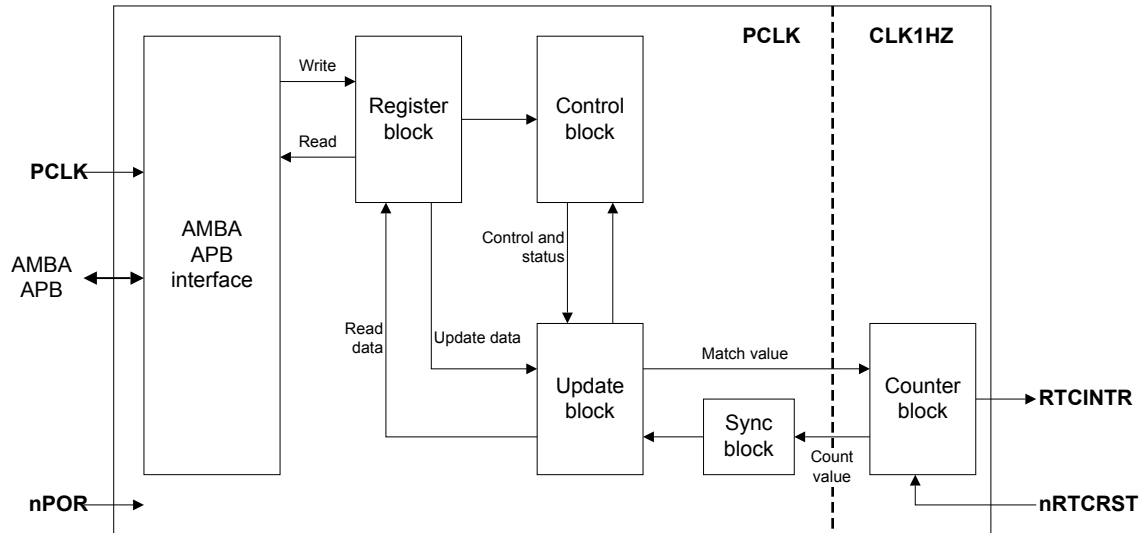 PCLK
CLK1HZ
Write
Register
block
Control
block
Read
PCLK
AMBA
APB
interface
AMBA
APB
Control and
status
Read
data
Update data
Match value
Update
block
Counter
block
RTCINTR
Sync
block
Count
value
nPOR
nRTCRST